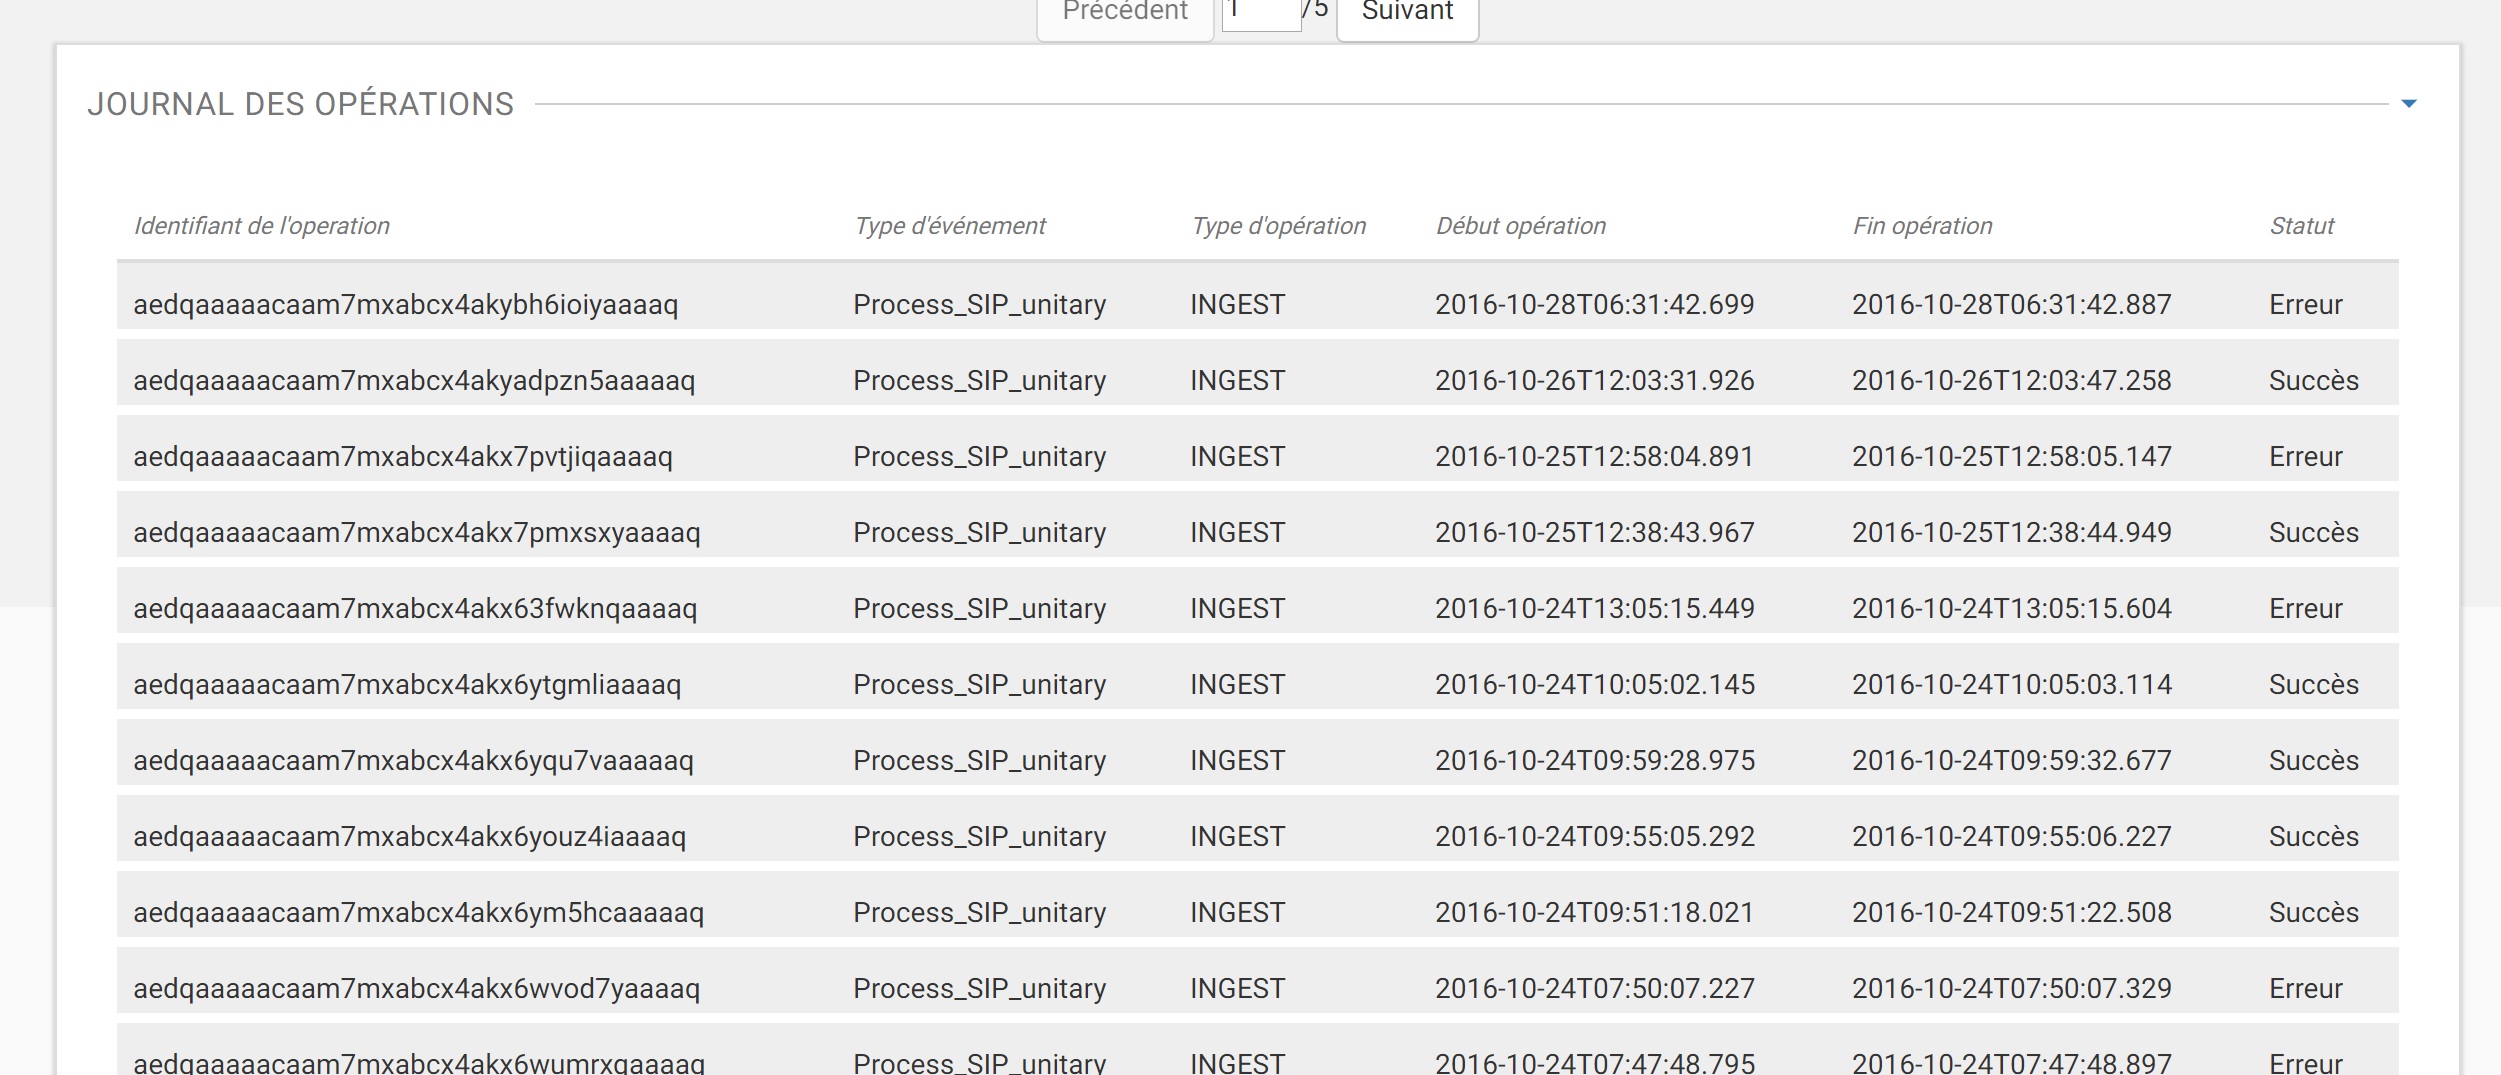 Précédent 1 /5 Suivant
JOURNAL DES OPÉRATIONS
Identifiant de l'operation Type d'événement Type d'opération Début opération Fin opération Statut
aedqaaaaacaam7mxabcx4akybh6ioiyaaaaq Process_SIP_unitary INGEST 2016-10-28T06:31:42.699 2016-10-28T06:31:42.887 Erreur
aedqaaaaacaam7mxabcx4akyadpzn5aaaaaq Process_SIP_unitary INGEST 2016-10-26T12:03:31.926 2016-10-26T12:03:47.258 Succès
aedqaaaaacaam7mxabcx4akx7pvtjiqaaaaq Process_SIP_unitary INGEST 2016-10-25T12:58:04.891 2016-10-25T12:58:05.147 Erreur
aedqaaaaacaam7mxabcx4akx7pmxsxyaaaaq Process_SIP_unitary INGEST 2016-10-25T12:38:43.967 2016-10-25T12:38:44.949 Succès
aedqaaaaacaam7mxabcx4akx63fwknqaaaaq Process_SIP_unitary INGEST 2016-10-24T13:05:15.449 2016-10-24T13:05:15.604 Erreur
aedqaaaaacaam7mxabcx4akx6ytgmliaaaaq Process_SIP_unitary INGEST 2016-10-24T10:05:02.145 2016-10-24T10:05:03.114 Succès
aedqaaaaacaam7mxabcx4akx6yqu7vaaaaaq Process_SIP_unitary INGEST 2016-10-24T09:59:28.975 2016-10-24T09:59:32.677 Succès
aedqaaaaacaam7mxabcx4akx6youz4iaaaaq Process_SIP_unitary INGEST 2016-10-24T09:55:05.292 2016-10-24T09:55:06.227 Succès
aedqaaaaacaam7mxabcx4akx6ym5hcaaaaaq Process_SIP_unitary INGEST 2016-10-24T09:51:18.021 2016-10-24T09:51:22.508 Succès
aedqaaaaacaam7mxabcx4akx6wvod7yaaaaq Process_SIP_unitary INGEST 2016-10-24T07:50:07.227 2016-10-24T07:50:07.329 Erreur
aedqaaaaacaam7mxabcx4akx6wumrxqaaaaq Process_SIP_unitary INGEST 2016-10-24T07:47:48.795 2016-10-24T07:47:48.897 Erreur